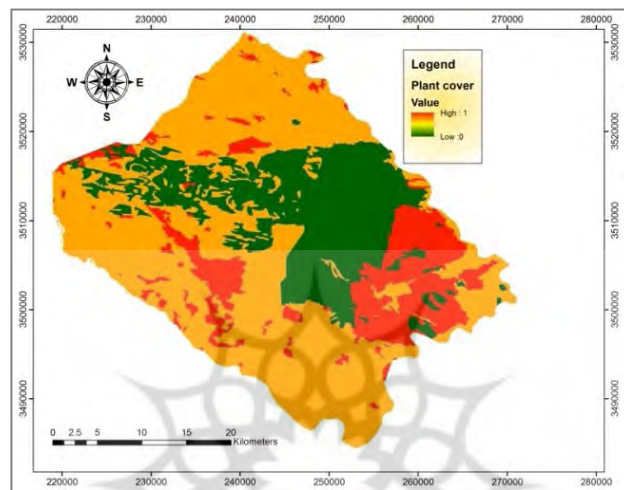 220000 230000 240000 250000 260000 270000 280000
3530000
3520000
3510000
3500000
3490000
N
W E
S
Legend
Plant cover
Value
High : 1
Low :0
3530000
3520000
3510000
3500000
3490000
0 2.5 5 10 15 20
Kilometers
220000 230000 240000 250000 260000 270000 280000